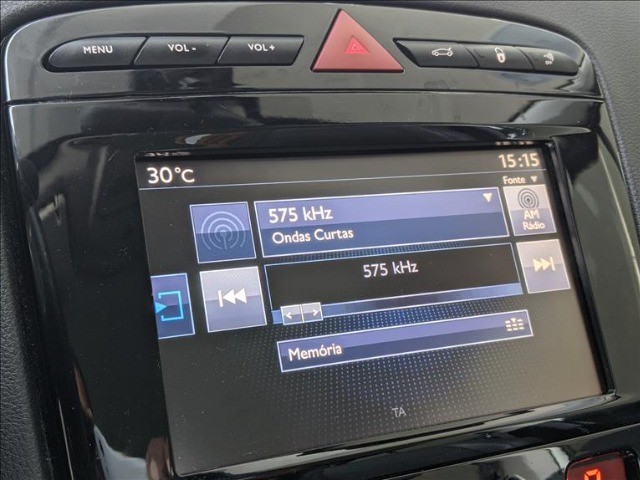 MENU
VOL -
VOL +
30°C
15:15
Fonte
575 kHz
Ondas Curtas
AM
Rádio
575 kHz
Memória
TA